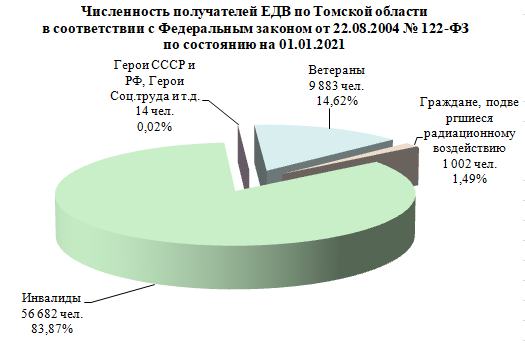 Численность получателей ЕДВ по Томской области
в соответствии с Федеральным законом от 22.08.2004 № 122-ФЗ
по состоянию на 01.01.2021
Герои СССР и
РФ, Герои
Соц.труда и т.д.
14 чел.
0,02%
Ветераны
9 883 чел.
14,62%
Граждане, подве
ргшиеся
радиационному
воздействию
1 002 чел.
1,49%
Инвалиды
56 682 чел.
83,87%